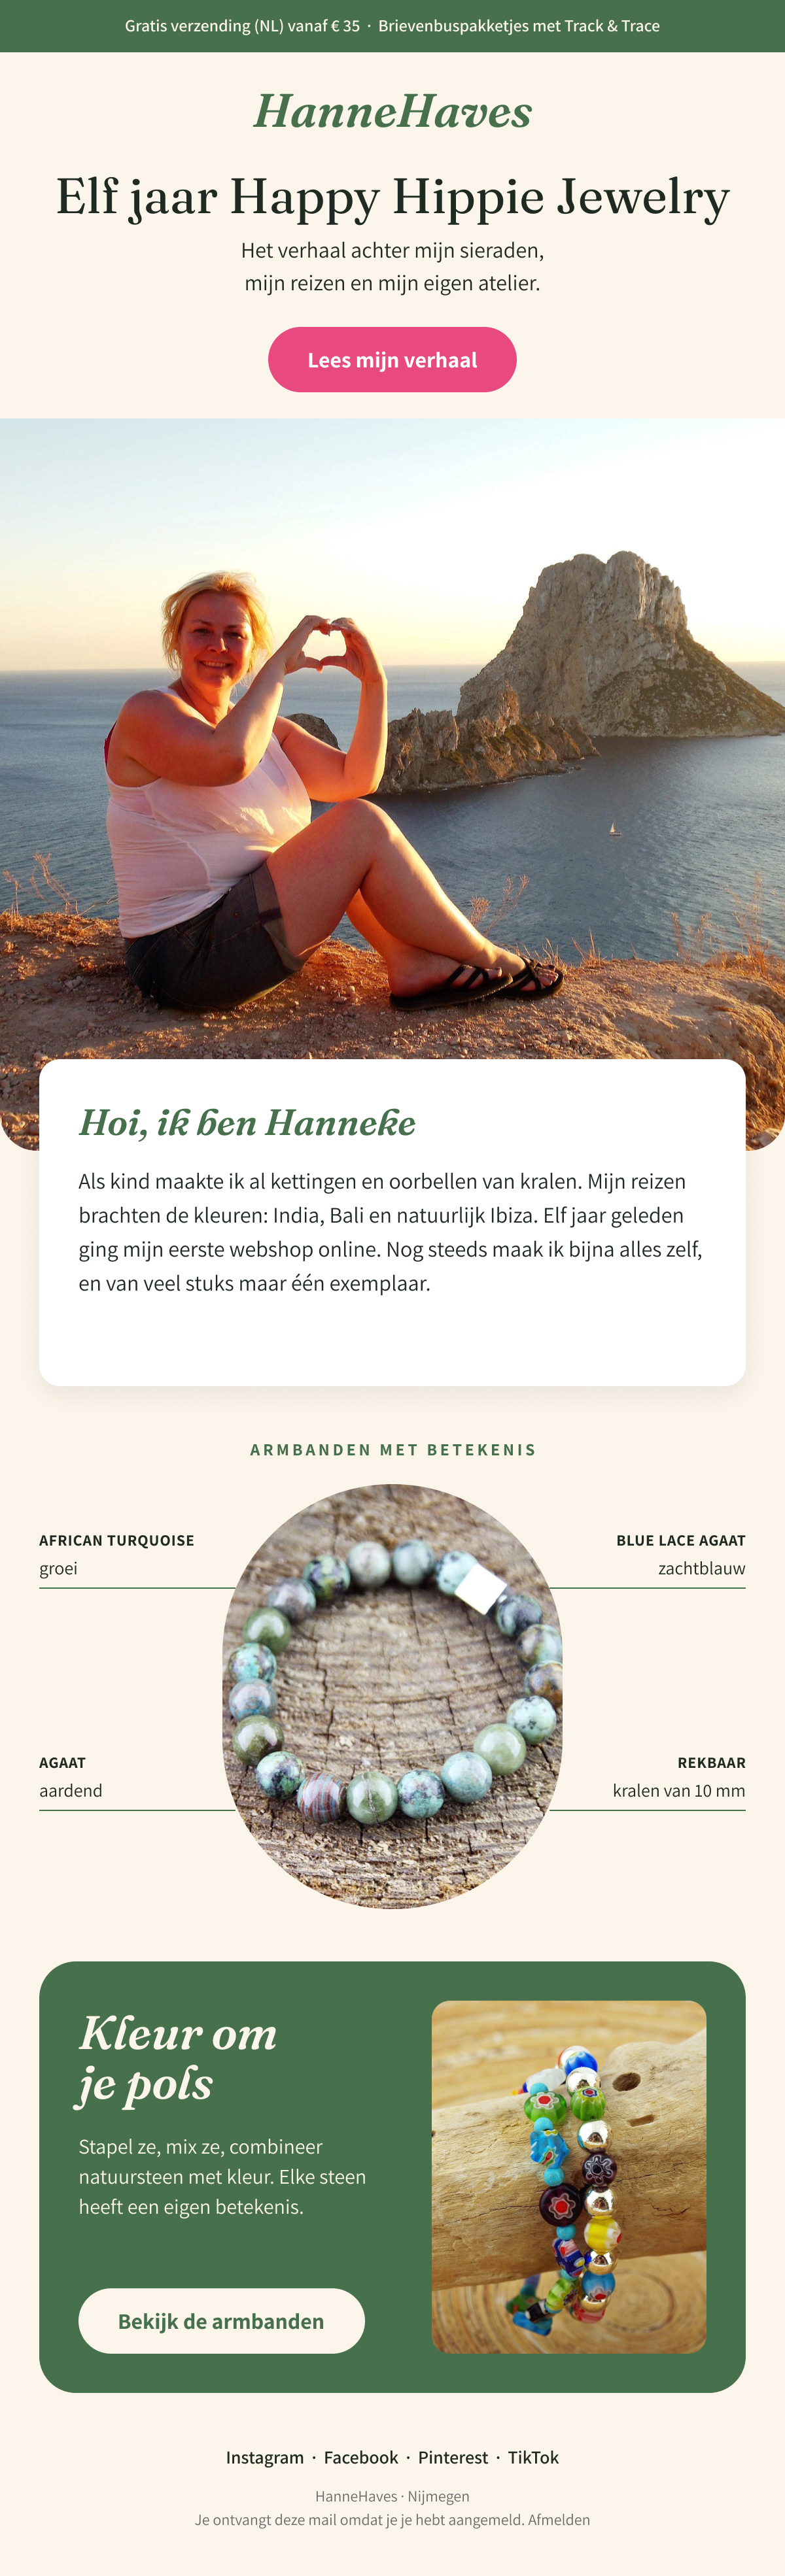 Gratis verzending (NL) vanaf € 35 · Brievenbuspakketjes met Track & Trace
HanneHaves
Elf jaar Happy Hippie Jewelry
Het verhaal achter mijn sieraden,
mijn reizen en mijn eigen atelier.
Lees mijn verhaal
Hoi, ik ben Hanneke
Als kind maakte ik al kettingen en oorbellen van kralen. Mijn reizen
brachten de kleuren: India, Bali en natuurlijk Ibiza. Elf jaar geleden
ging mijn eerste webshop online. Nog steeds maak ik bijna alles zelf,
en van veel stuks maar één exemplaar.
ARMBANDEN MET BETEKENIS
AFRICAN TURQUOISE
groei
BLUE LACE AGAAT
zachtblauw
AGAAT
aardend
REKBAAR
kralen van 10 mm
Kleur om
je pols
Stapel ze, mix ze, combineer
natuursteen met kleur. Elke steen
heeft een eigen betekenis.
Bekijk de armbanden
Instagram · Facebook · Pinterest · TikTok
HanneHaves · Nijmegen
Je ontvangt deze mail omdat je je hebt aangemeld. Afmelden